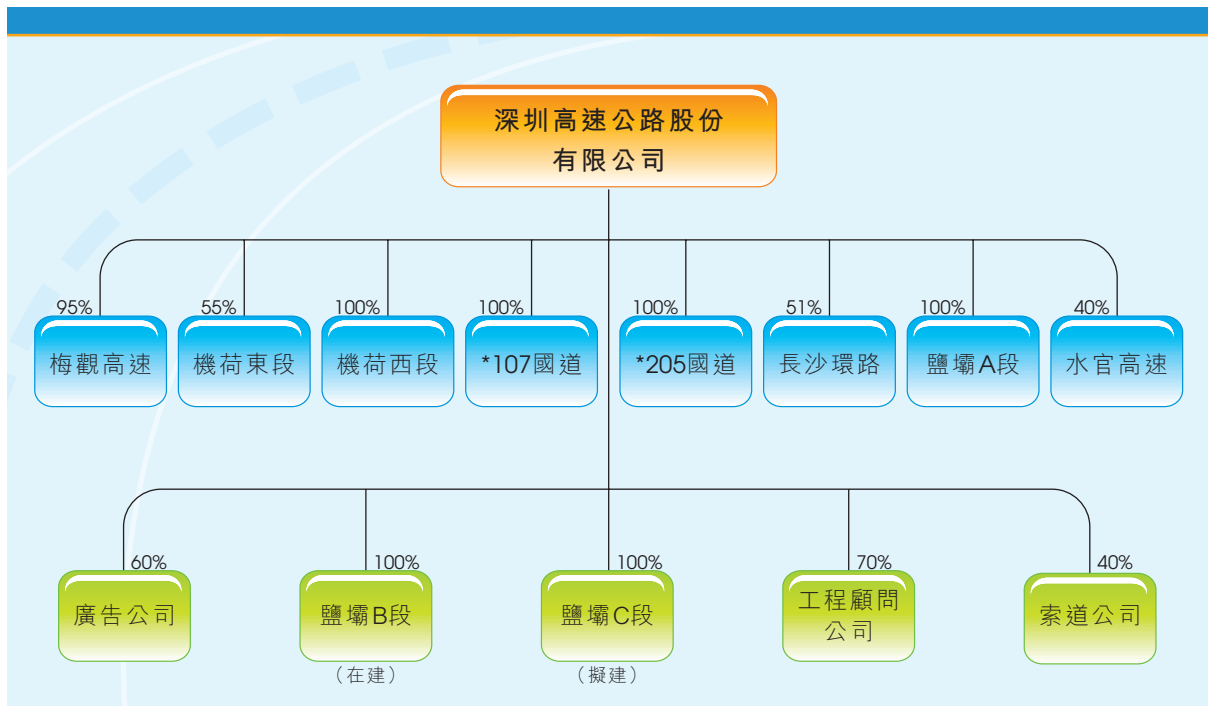 深圳高速公路股份
有限公司
95%
55%
100%
100%
100%
51%
100%
40%
梅觀高速
機荷東段
機荷西段
*107國道
*205國道
長沙環路
鹽壩A段
水官高速
60%
100%
100%
70%
40%
廣告公司
鹽壩B段
（在建）
鹽壩C段
（擬建）
工程顧問
公司
索道公司